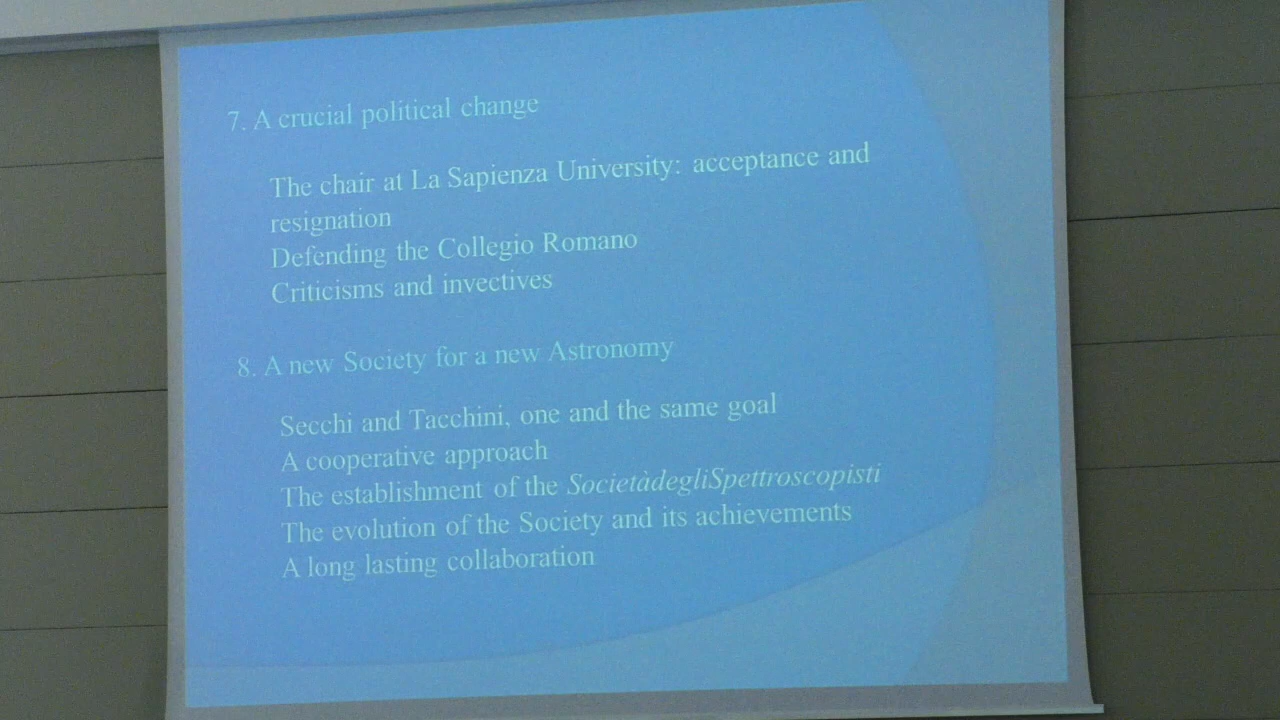 7. A crucial political change
The chair at La Sapienza University: acceptance and
resignation
Defending the Collegio Romano
Criticisms and invectives
8. A new Society for a new Astronomy
Secchi and Tacchini, one and the same goal
A cooperative approach
The establishment of the SocietàdegliSpettroscopisti
The evolution of the Society and its achievements
A long lasting collaboration